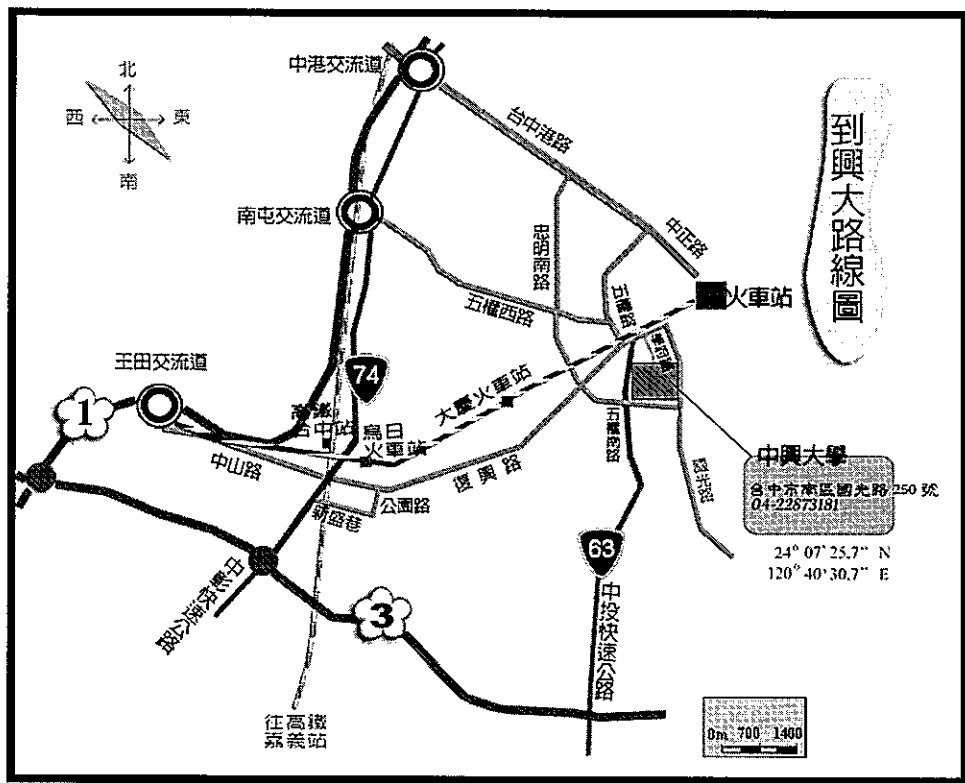 到興大路線圖
北
西 東
南
中港交流道
台中港路
南屯交流道
忠明南路
中正路
五權西路
五權路
火車站
王田交流道
74
1
大慶火車站
高鐵
台中站
烏日
火車站
中山路
復興路
公園路
五權南路
國光路
中興大學
台中市南區國光路 250 號
04-22873181
24° 07' 25.7" N
120° 40' 30.7" E
63
中彰快速公路
3
中投快速公路
往高鐵
嘉義站
0m 700 1400